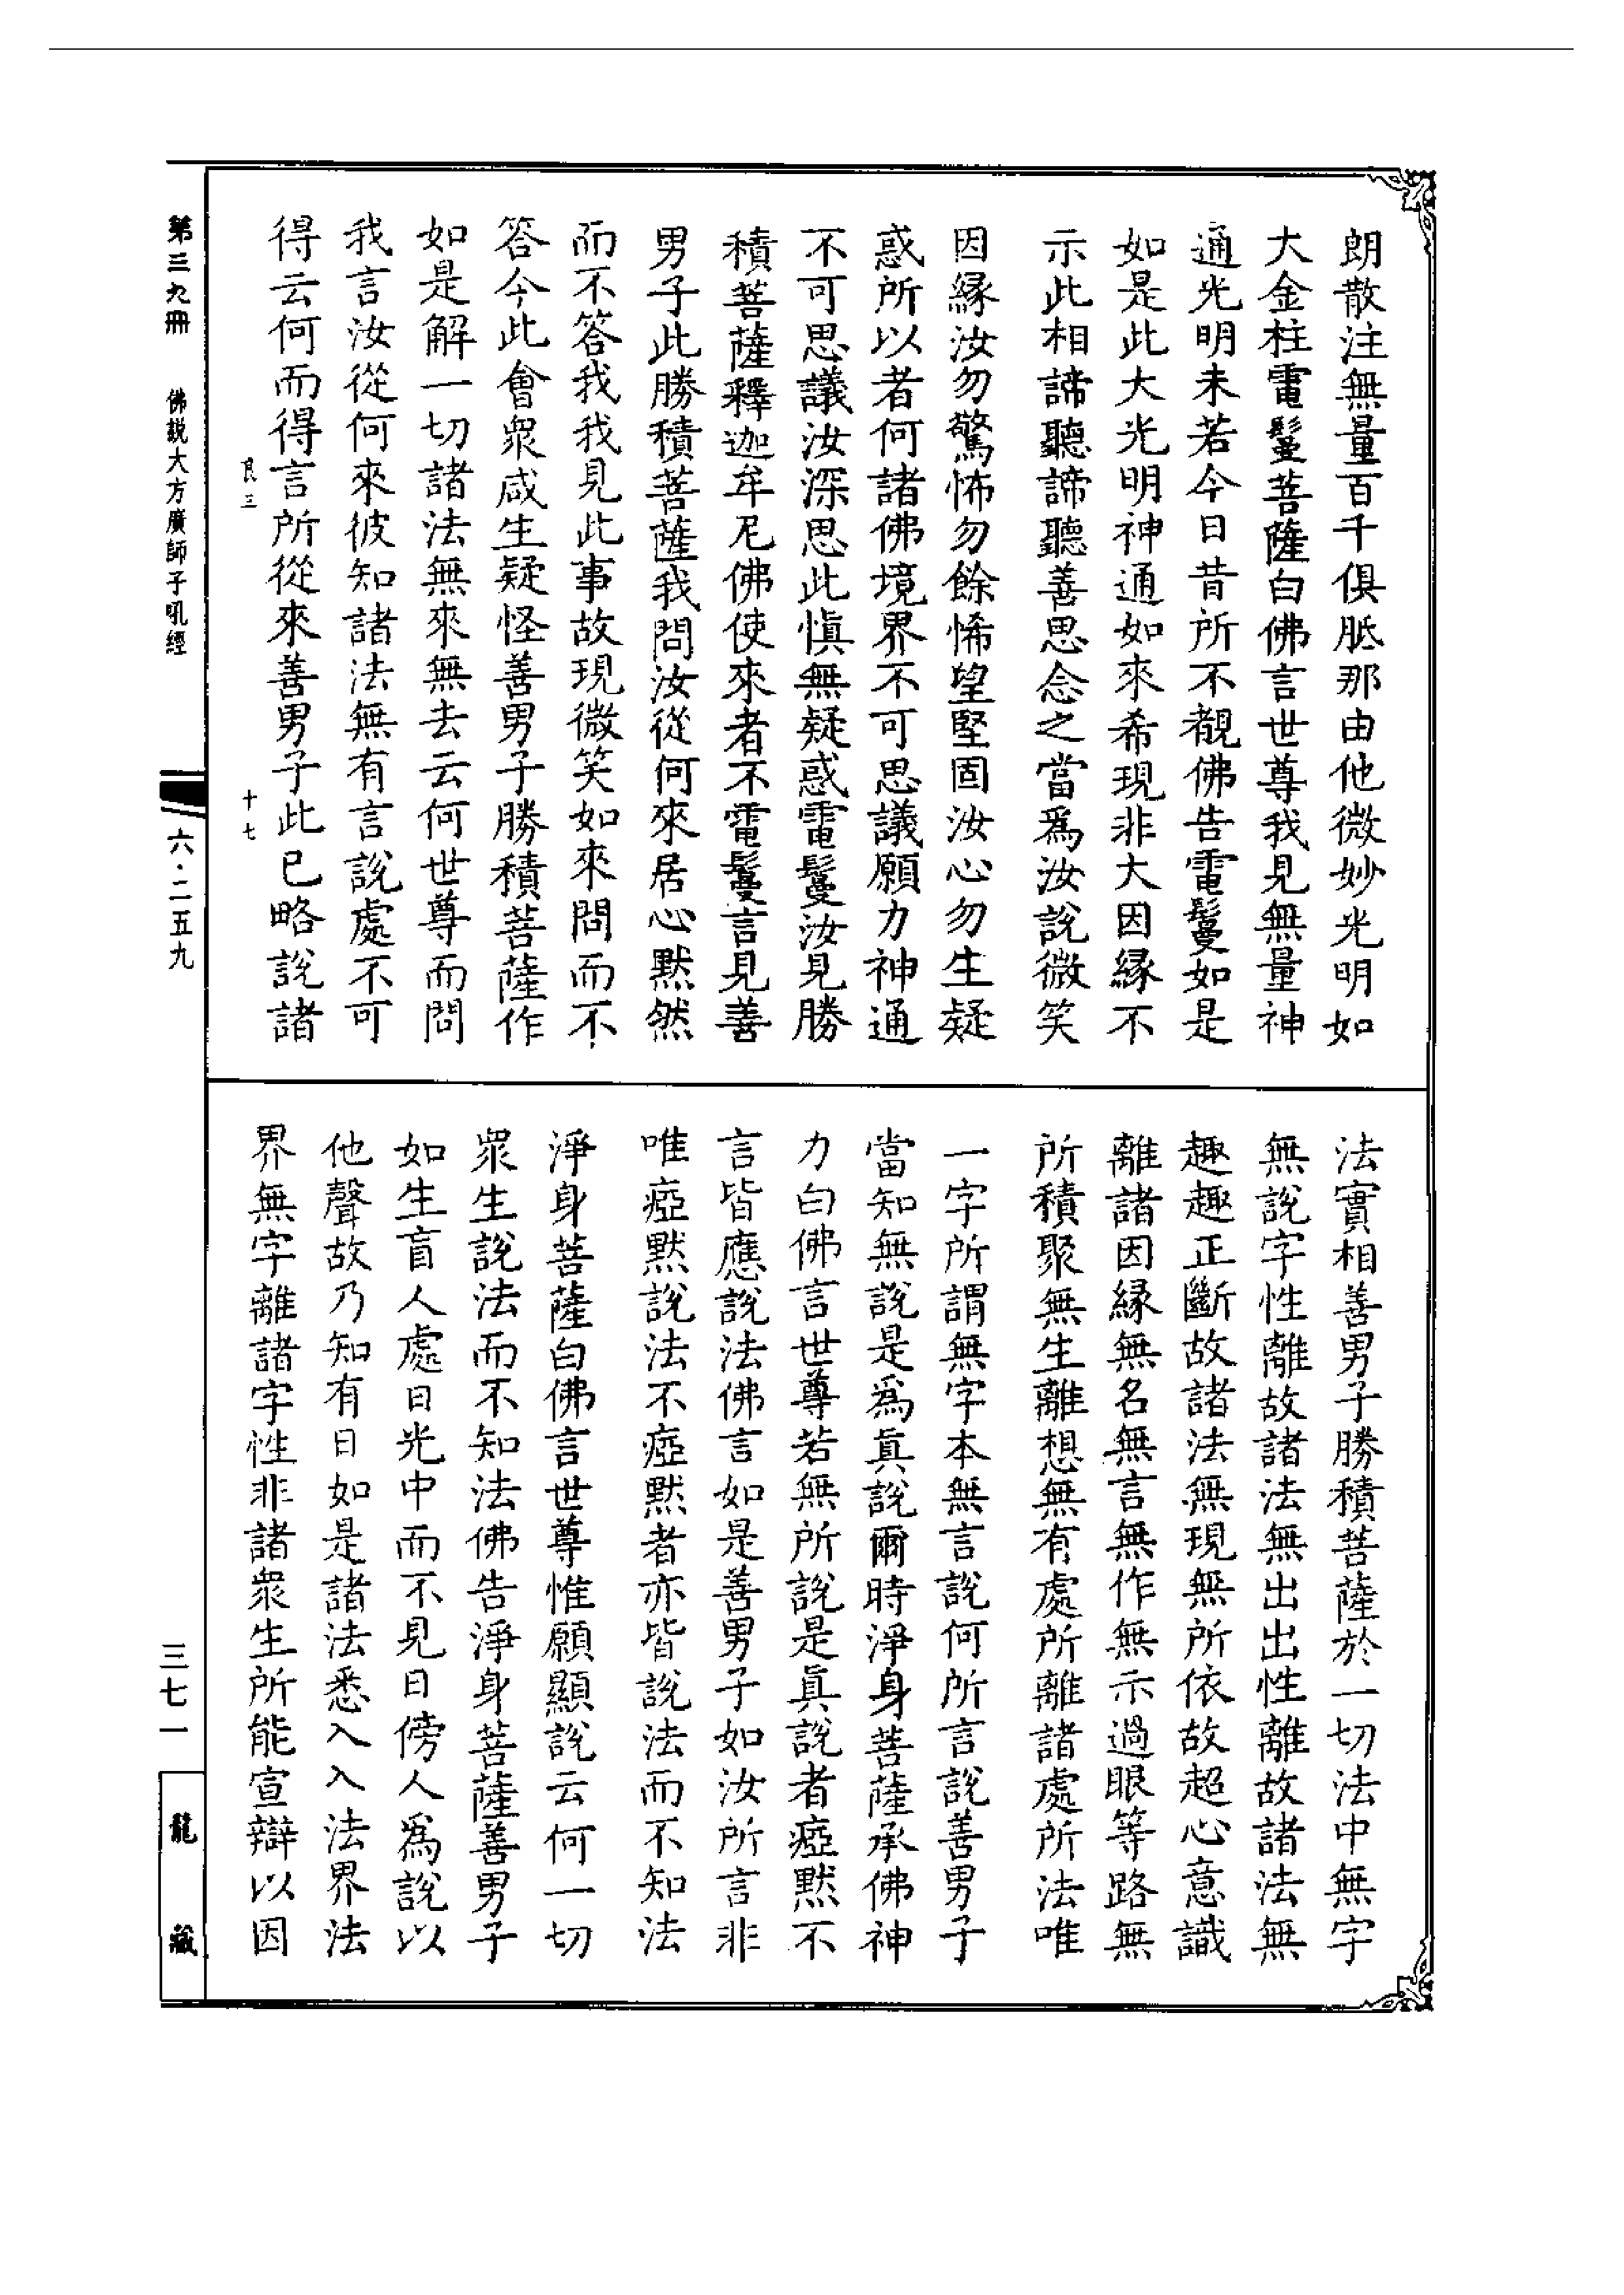 朗散注無量百千俱胝那由他微妙光明如
大金柱電鬘菩薩白佛言世尊我見無量神
通光明未若今日昔所不覩佛告電鬘如是
如是此大光明神通如來希現非大因緣不
示此相諦聽諦聽善思念之當爲汝說微笑
因緣汝勿驚怖勿餘悕望堅固汝心勿生疑
惑所以者何諸佛境界不可思議願力神通
不可思議汝深思此愼無疑惑電鬘汝見勝
積菩薩釋迦牟尼佛使來者不電鬘言見善
男子此勝積菩薩我問汝從何來居心默然
而不答我我見此事故現微笑如來問而不
答今此會衆咸生疑怪善男子勝積菩薩作
如是解一切諸法無來無去云何世尊而問
我言汝從何來彼知諸法無有言說處不可
得云何而得言所從來善男子此已略說諸
法實相善男子勝積菩薩於一切法中無字
無說字性離故諸法無出出性離故諸法無
趣趣正斷故諸法無現無所依故超心意識
離諸因緣無名無言無作無示過眼等路無
所積聚無生離想無有處所離諸處所法唯
一字所謂無字本無言說何所言說善男子
當知無說是爲眞說爾時淨身菩薩承佛神
力白佛言世尊若無所說是眞說者瘂默不
言皆應說法佛言如是善男子如汝所言非
唯瘂默說法不瘂默者亦皆說法而不知法
淨身菩薩白佛言世尊惟願顯說云何一切
衆生說法而不知法佛告淨身菩薩善男子
如生盲人處日光中而不見日傍人爲說以
他聲故乃知有日如是諸法悉入入法界法
界無字離諸字性非諸衆生所能宣辯以因
良三
十七
第三九冊
佛說大方廣師子吼經
六·二五九
三七一
龍藏